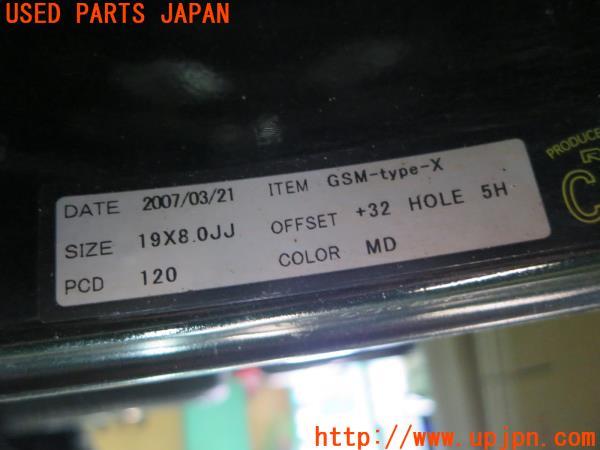 USED PARTS JAPAN
DATE 2007/03/21 ITEM GSM-type-X
SIZE 19X8.0JJ OFFSET +32 HOLE 5H
PCD 120 COLOR MD
http://www.upjpn.com